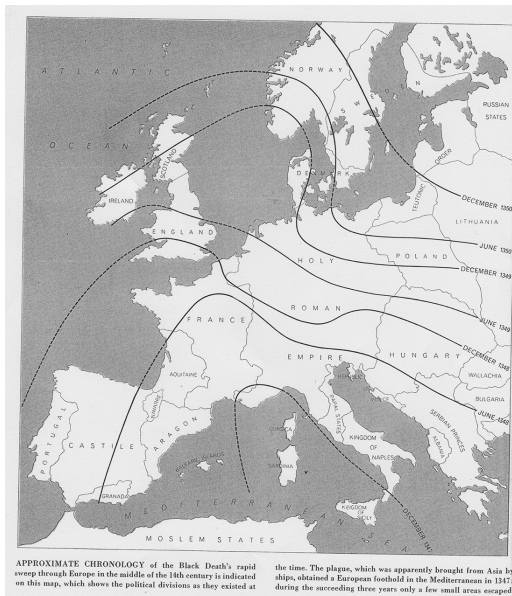 NORWAY
ATLANTIC
SWEDEN
RUSSIAN
STATES
OCEAN
SCOTLAND
TEUTONIC ORDER
DENMARK
IRELAND
DECEMBER 1350
LITHUANIA
ENGLAND
JUNE 1350
HOLY
POLAND
DECEMBER 1349
ROMAN
FRANCE
JUNE 1349
EMPIRE
HUNGARY
DECEMBER 1348
AQUITAINE
WALLACHIA
VENICE
BULGARIA
JUNE 1348
PORTUGAL
CASTILE
NAVARRE
ARAGON
PAPAL STATES
CORSICA
SERBIAN PRINCES
ALBANIA
KINGDOM
OF
NAPLES
BALEARIC ISLANDS
SARDINIA
GRANADA
KINGDOM
OF
SICILY
DECEMBER 1347
MEDITERRANEAN SEA
MOSLEM STATES
APPROXIMATE CHRONOLOGY of the Black Death's rapid
sweep through Europe in the middle of the 14th century is indicated
on this map, which shows the political divisions as they existed at
the time. The plague, which was apparently brought from Asia by
ships, obtained a European foothold in the Mediterranean in 1347;
during the succeeding three years only a few small areas escaped